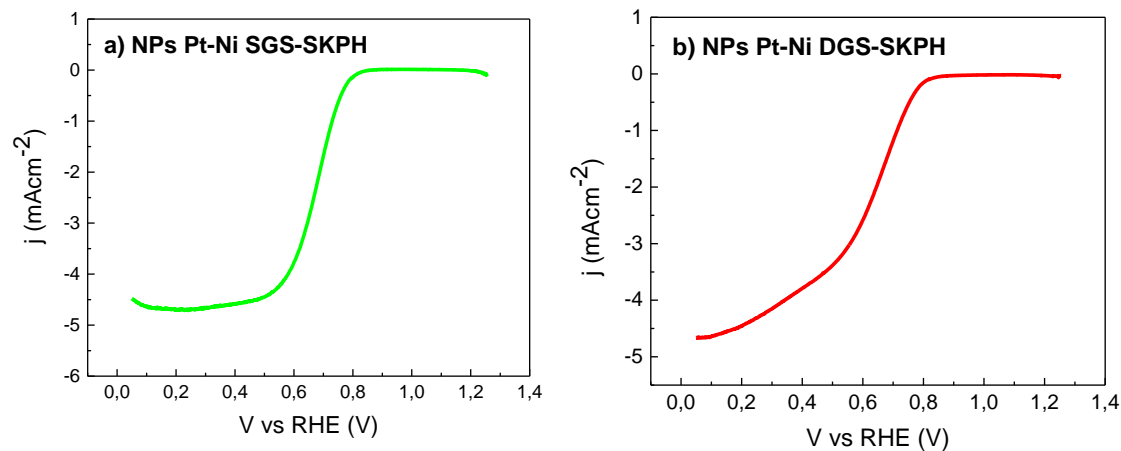 a) NPs Pt-Ni SGS-SKPH
0
-1
-2
-3
-4
-5
-6
j (mAcm-2)
0,0 0,2 0,4 0,6 0,8 1,0 1,2 1,4
V vs RHE (V)
b) NPs Pt-Ni DGS-SKPH
0
-1
-2
-3
-4
-5
j (mAcm-2)
0,0 0,2 0,4 0,6 0,8 1,0 1,2 1,4
V vs RHE (V)